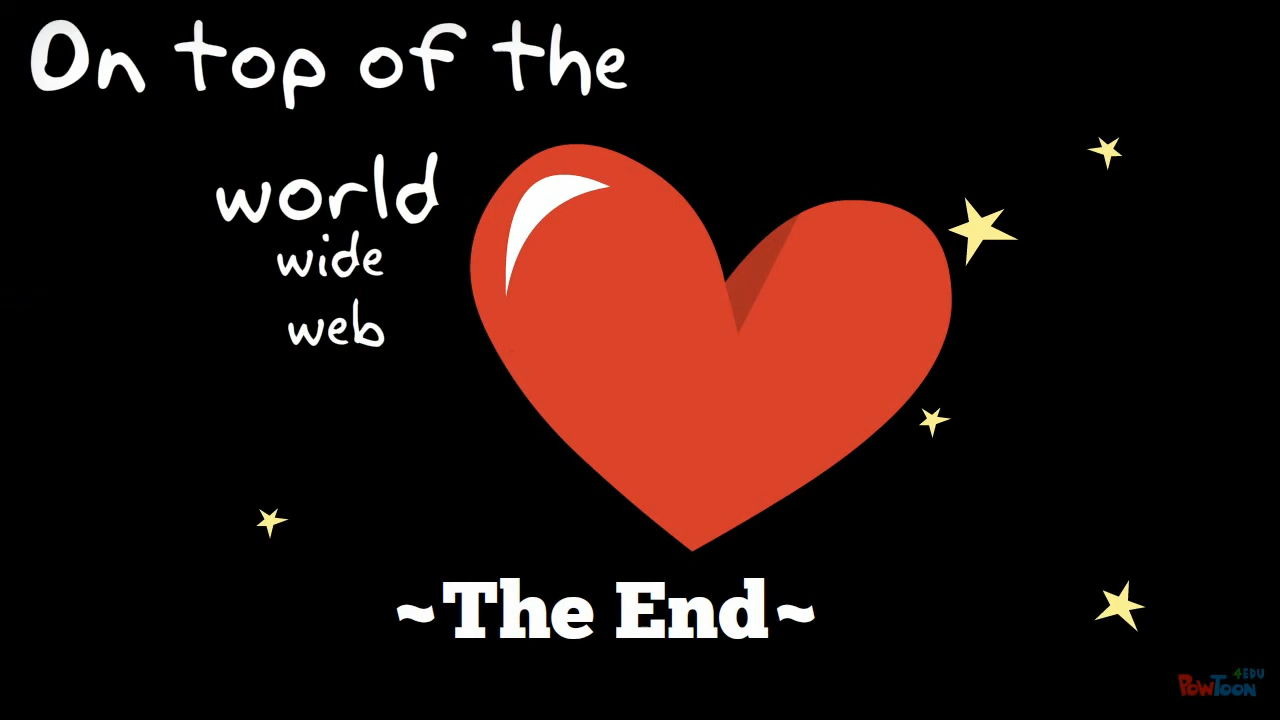 On top of the
world
wide
web
~The End~
4EDU
PowToon